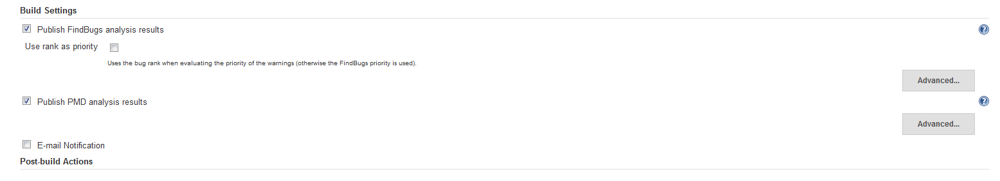 Build Settings
Publish FindBugs analysis results
?
Use rank as priority
Uses the bug rank when evaluating the priority of the warnings (otherwise the FindBugs priority is used).
Advanced...
Publish PMD analysis results
?
Advanced...
E-mail Notification
Post-build Actions